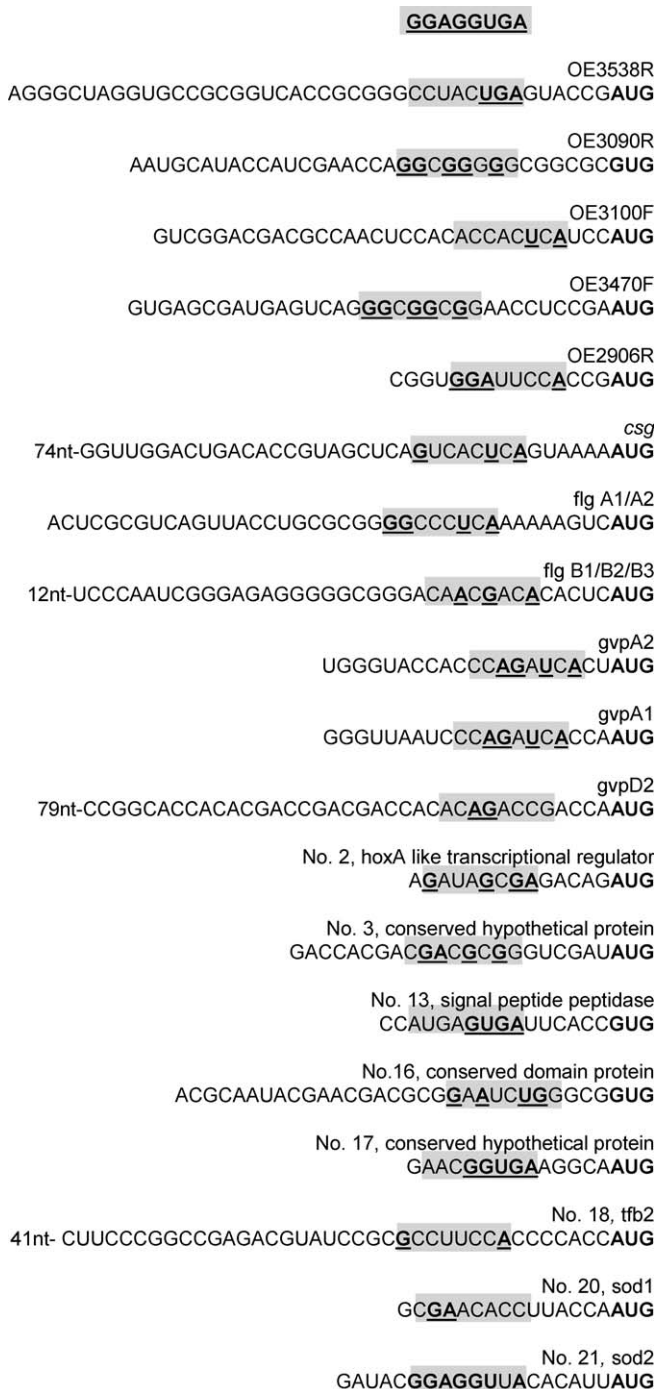 GGAGGUGA
OE3538R
AGGGCUAGGUGCCGCGGUCACCGCGGGCCUACUGAGUACCGAUG
OE3090R
AAUGCAUACCAUCGAACCAGGCGGGGGCGGCGCGUG
OE3100F
GUCGGACGACGCCAACUCCACACCACUCAUCCAUG
OE3470F
GUGAGCGAUGAGUCAGGGCGGCGGAACCUCCGAAUG
OE2906R
CGGUGGAUUCCACCGAUG
csg
74nt-GGUUGGACUGACACCGUAGCUCAGUCACUCAGUAAAAAUG
flg A1/A2
ACUCGCGUCAGUUACCUGCGCGGGGCCCUCAAAAAGUCAUG
flg B1/B2/B3
12nt-UCCCAAUCGGGAGAGGGGGCGGGACAACGACACACUCAUG
gvpA2
UGGGUACCACCCAGAUCACUAUG
gvpA1
GGGUUAAUCCCAGAUCACCAAUG
gvpD2
79nt-CCGGCACCACACGACCGACGACCACACAGACCGACCAAUG
No. 2, hoxA like transcriptional regulator
AGAUAGCGAGACAGAUG
No. 3, conserved hypothetical protein
GACCACGACCGACGCGGGUCGAUAUG
No. 13, signal peptide peptidase
CCAUGAGUGAUUCACCGUG
No.16, conserved domain protein
ACGCAAUACGAACGACGCGGAAUCUGGGCGGUG
No. 17, conserved hypothetical protein
GAACGGUGAAGGCAAUG
No. 18, tfb2
41nt- CUUCCCGGCCGAGACGUAUCCGCGCCUUCCACCCCACCAUG
No. 20, sod1
GCGAACACCUUACCAAUG
No. 21, sod2
GAUACGGAGGUUACACAUUAUG